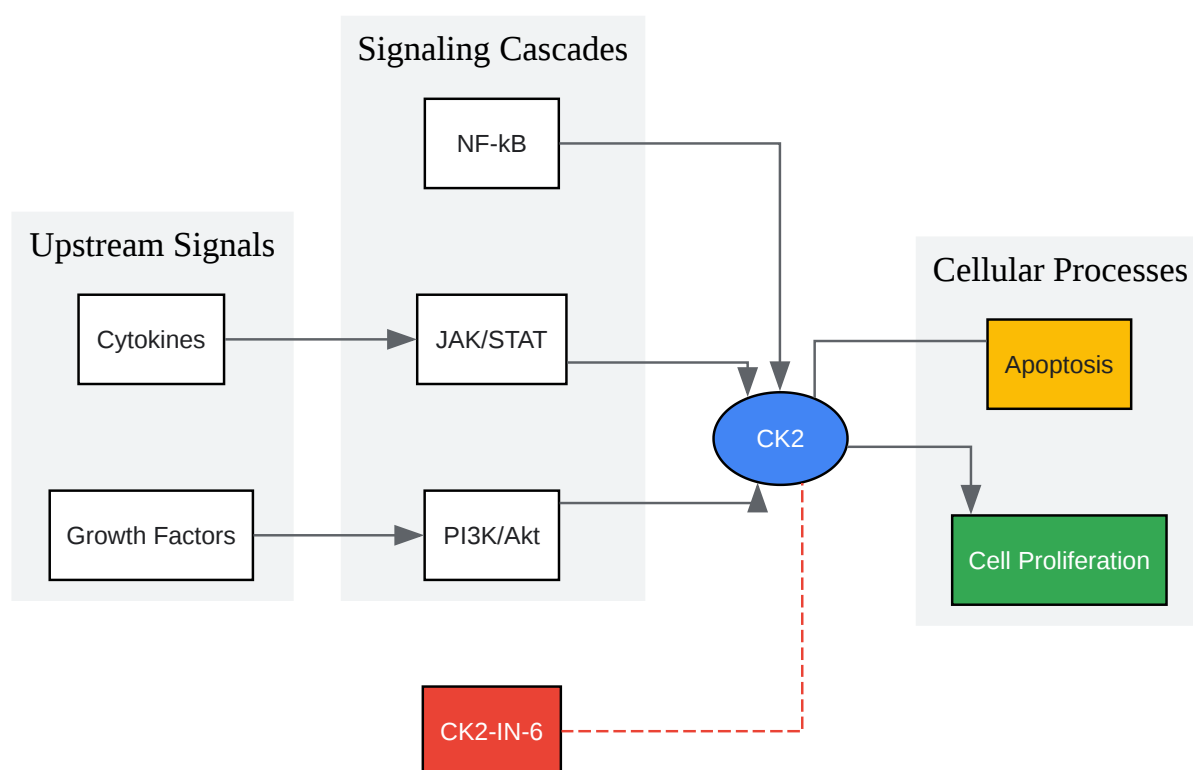 Signaling Cascades
NF-kB
Upstream Signals
Cellular Processes
Cytokines
JAK/STAT
Apoptosis
CK2
Growth Factors
PI3K/Akt
Cell Proliferation
CK2-IN-6